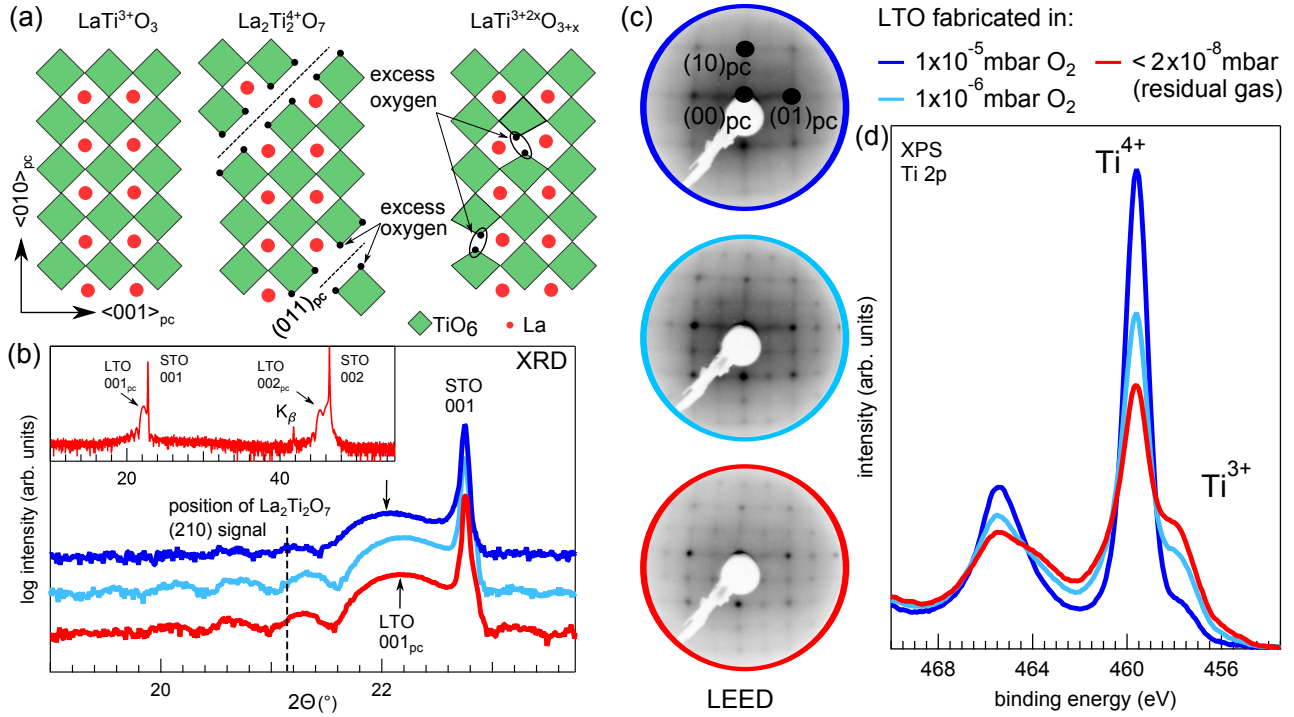 (a)
LaTi³⁺O₃
La₂Ti₂⁴⁺O₇
LaTi³⁺²ˣO₃₊ₓ
excess
oxygen
excess
oxygen
<010>pc
<001>pc
(011)pc
TiO₆
La
(b)
XRD
LTO
001pc
STO
001
LTO
002pc
STO
002
Kβ
20
40
STO
001
position of La₂Ti₂O₇
(210) signal
LTO
001pc
log intensity (arb. units)
20
22
2Θ(°)
(c)
(10)pc
(00)pc
(01)pc
LEED
LTO fabricated in:
1x10⁻⁵mbar O₂
< 2x10⁻⁸mbar
1x10⁻⁶mbar O₂
(residual gas)
(d)
XPS
Ti 2p
Ti⁴⁺
Ti³⁺
intensity (arb. units)
468
464
460
456
binding energy (eV)